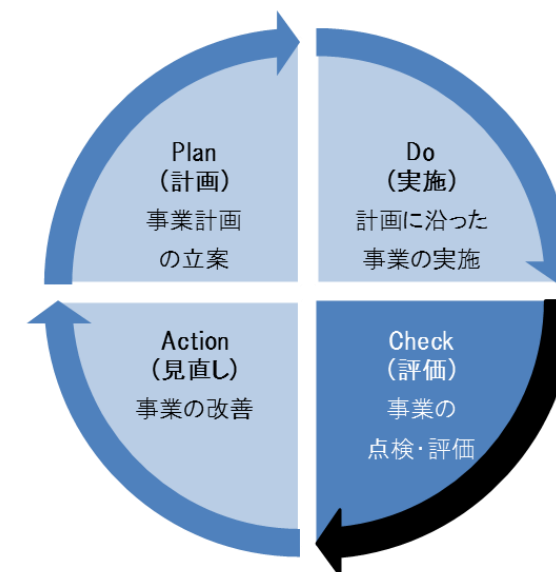 Plan
(計画)
事業計画
の立案
Do
(実施)
計画に沿った
事業の実施
Action
(見直し)
事業の改善
Check
(評価)
事業の
点検・評価